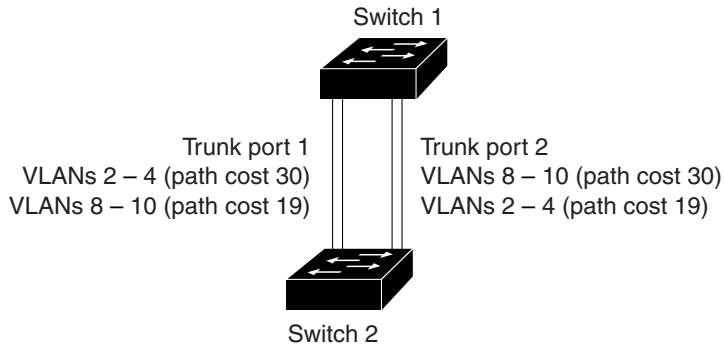 Switch 1
Trunk port 1
VLANs 2 – 4 (path cost 30)
VLANs 8 – 10 (path cost 19)
Trunk port 2
VLANs 8 – 10 (path cost 30)
VLANs 2 – 4 (path cost 19)
Switch 2